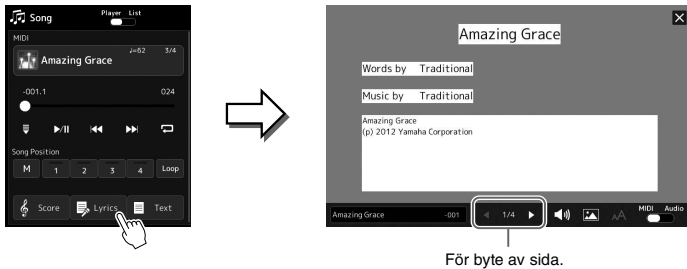 Song
Player List
MIDI
♩=62 3/4
Amazing Grace
-001.1 024
Song Position
M 1 2 3 4 Loop
Score Lyrics Text
Amazing Grace
Words by Traditional
Music by Traditional
Amazing Grace
(p) 2012 Yamaha Corporation
Amazing Grace -001 1/4 AA MIDI Audio
För byte av sida.